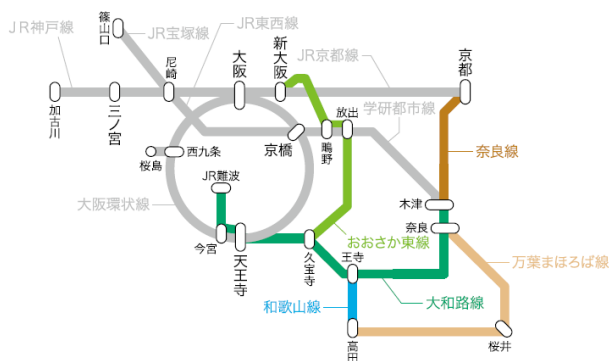 篠山口
JR神戸線
JR宝塚線
JR東西線
尼崎
大阪
新大阪
JR京都線
京都
加古川
三ノ宮
放出
学研都市線
京橋
鴫野
西九条
桜島
奈良線
JR難波
大阪環状線
木津
奈良
おおさか東線
今宮
天王寺
久宝寺
王寺
万葉まほろば線
和歌山線
大和路線
高田
桜井